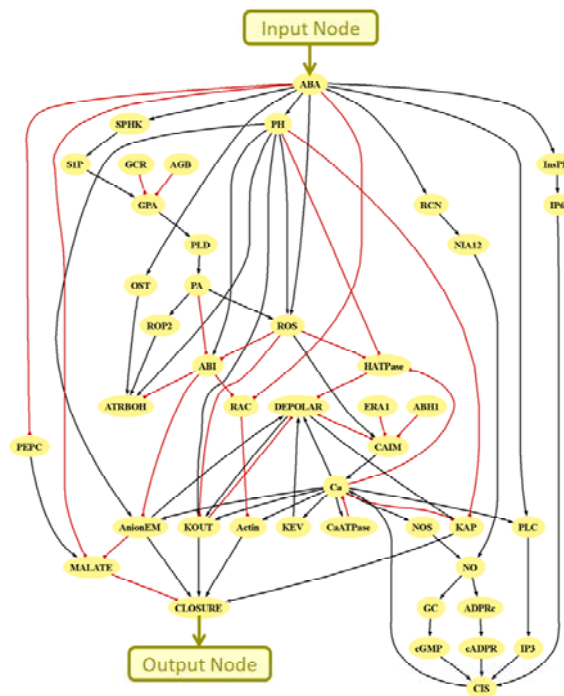 Input Node
ABA
SPHK
PH
S1P
GCR
AGB
InsPK
GPA
RCN
IP6
PLD
NIA12
OST
PA
ROP2
ROS
ABI
HATPase
ATRBOH
RAC
DEPOLAR
ERA1
ABH1
PEPC
CAIM
Ca
AnionEM
KOUT
Actin
KEV
CaATPase
NOS
KAP
PLC
MALATE
NO
CLOSURE
GC
ADPRc
cGMP
cADPR
IP3
CIS
Output Node